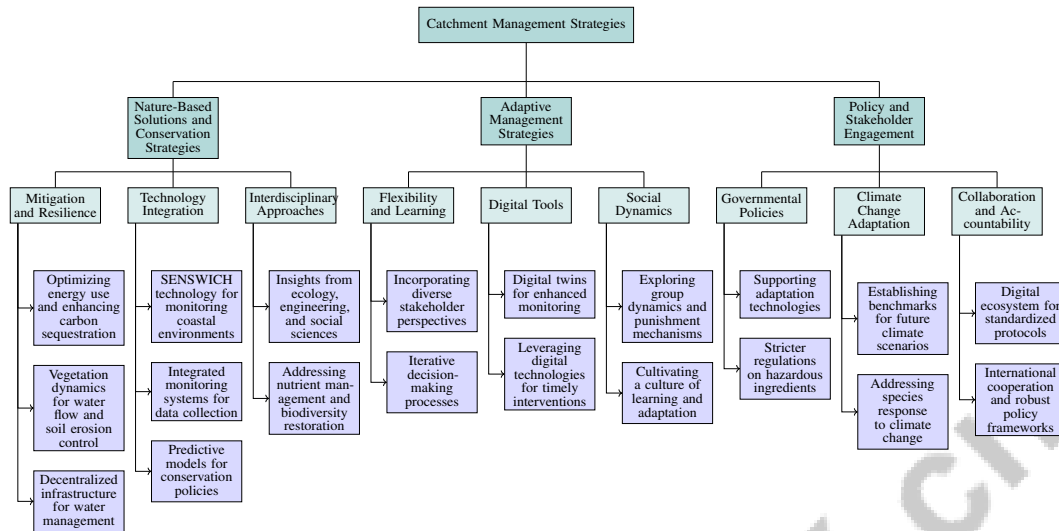 Catchment Management Strategies
Nature-Based
Solutions and
Conservation
Strategies
Adaptive
Management
Strategies
Policy and
Stakeholder
Engagement
Mitigation
and Resilience
Technology
Integration
Interdisciplinary
Approaches
Flexibility
and Learning
Digital Tools
Social
Dynamics
Governmental
Policies
Climate
Change
Adaptation
Collaboration
and Ac-
countability
Optimizing
energy use
and enhancing
carbon
sequestration
Vegetation
dynamics
for water
flow and
soil erosion
control
Decentralized
infrastructure
for water
management
SENSWICH
technology for
monitoring
coastal
environments
Integrated
monitoring
systems for
data collection
Predictive
models for
conservation
policies
Insights from
ecology,
engineering,
and social
sciences
Addressing
nutrient man-
agement and
biodiversity
restoration
Incorporating
diverse
stakeholder
perspectives
Iterative
decision-
making
processes
Digital twins
for enhanced
monitoring
Leveraging
digital
technologies
for timely
interventions
Exploring
group
dynamics and
punishment
mechanisms
Cultivating
a culture of
learning and
adaptation
Supporting
adaptation
technologies
Stricter
regulations
on hazardous
ingredients
Establishing
benchmarks
for future
climate
scenarios
Addressing
species
response
to climate
change
Digital
ecosystem for
standardized
protocols
International
cooperation
and robust
policy
frameworks